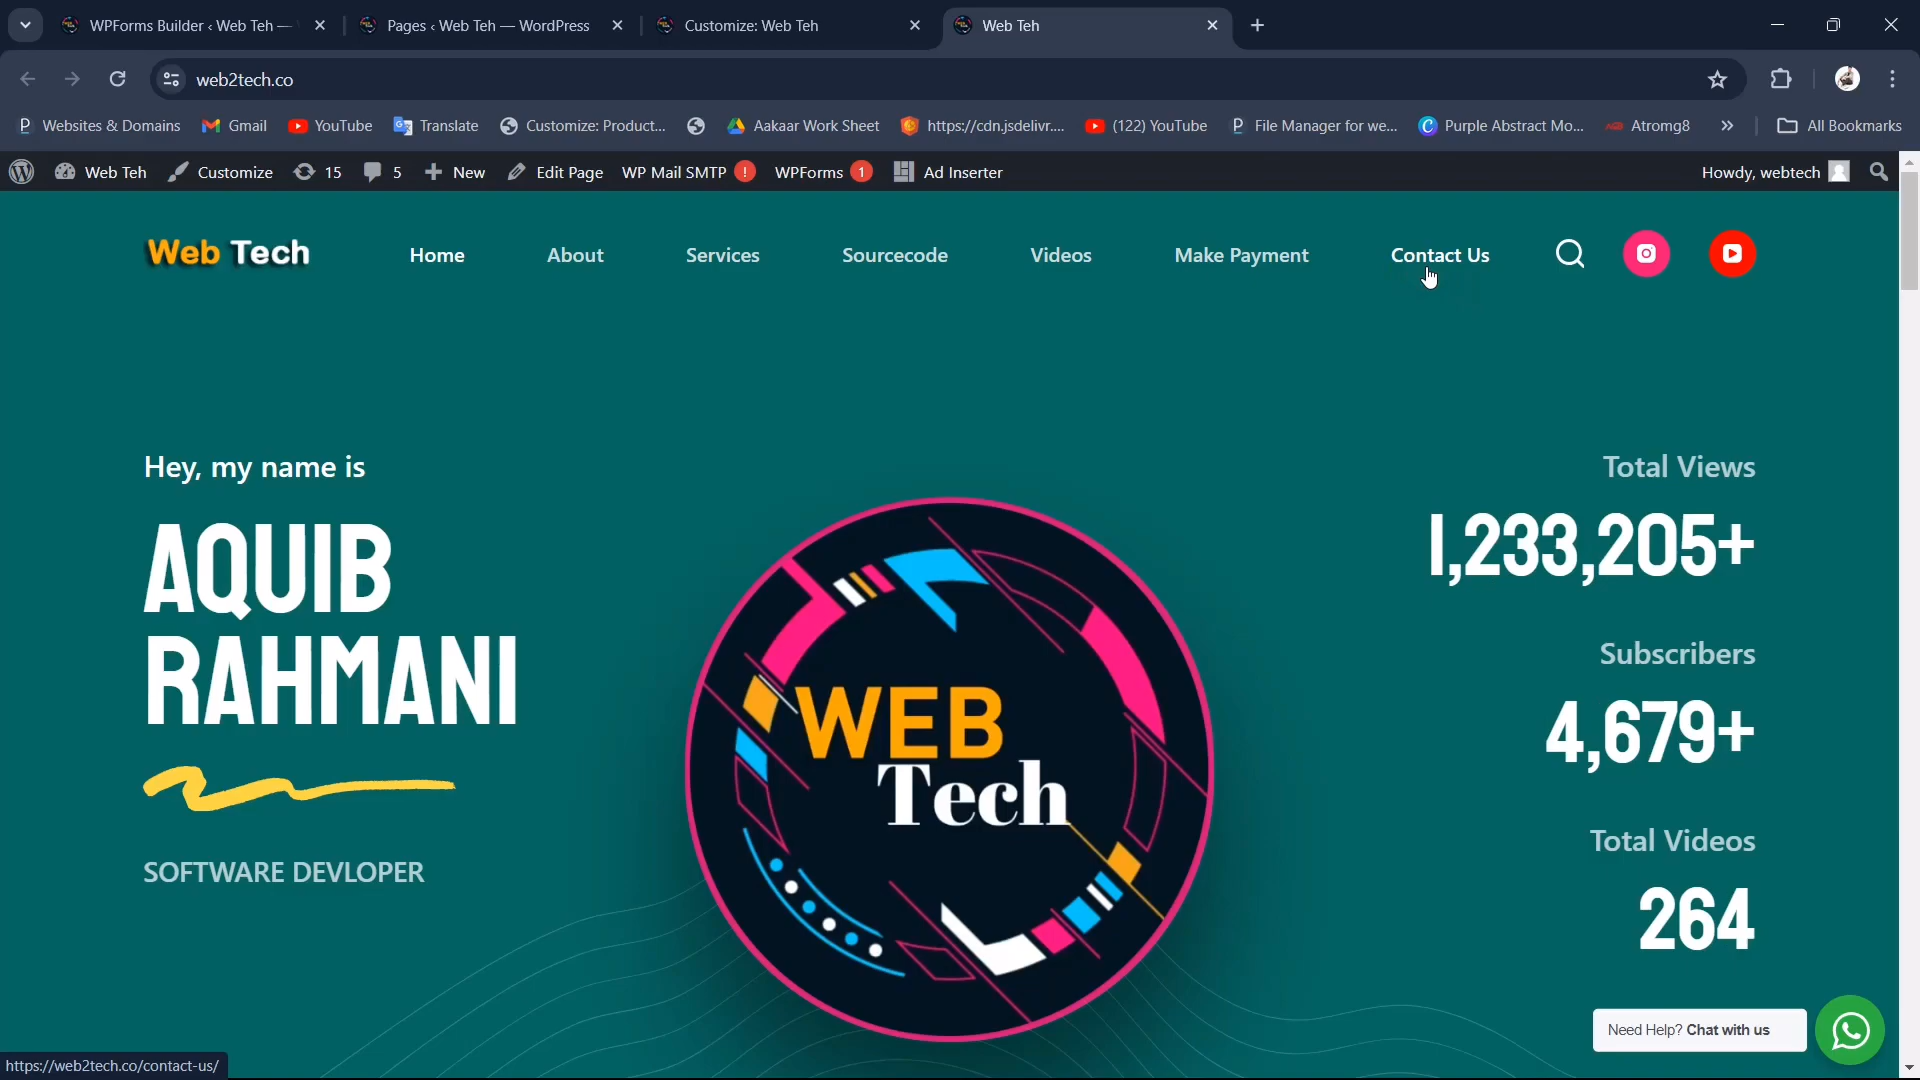 WPForms Builder ‹ Web Teh —
Pages ‹ Web Teh — WordPress
Customize: Web Teh
Web Teh
web2tech.co
Websites & Domains
Gmail
YouTube
Translate
Customize: Product...
Aakaar Work Sheet
https://cdn.jsdelivr....
(122) YouTube
File Manager for we...
Purple Abstract Mo...
Atromg8
»
All Bookmarks
Web Teh
Customize
15
5
New
Edit Page
WP Mail SMTP !
WPForms 1
Ad Inserter
Howdy, webtech
Web Tech
Home
About
Services
Sourcecode
Videos
Make Payment
Contact Us
Hey, my name is
AQUIB
RAHMANI
SOFTWARE DEVLOPER
WEB
Tech
Total Views
1,233,205+
Subscribers
4,679+
Total Videos
264
Need Help? Chat with us
https://web2tech.co/contact-us/